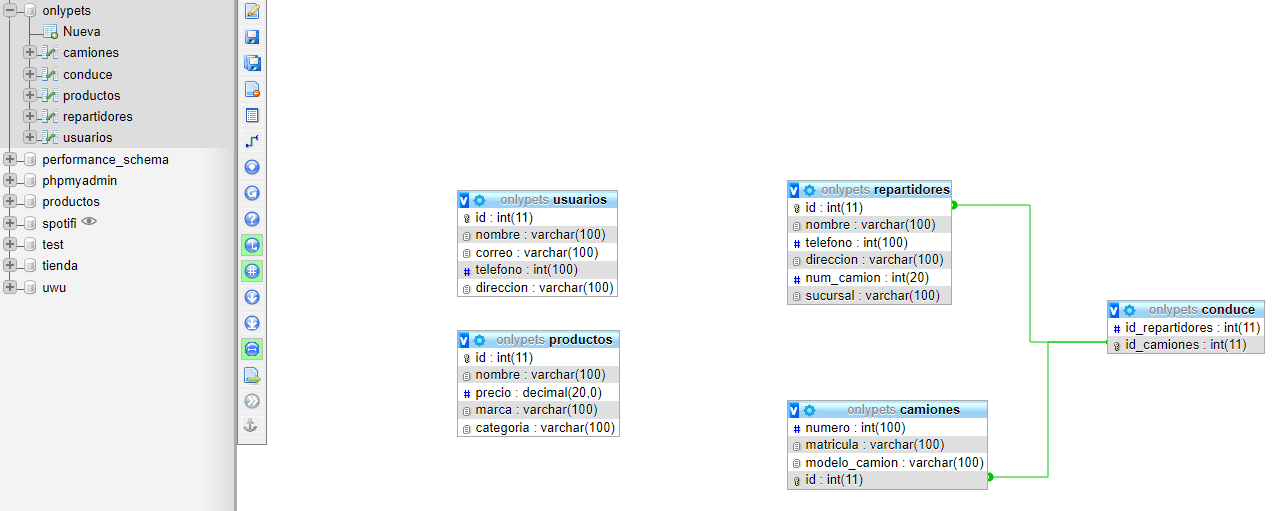 onlypets
Nueva
camiones
conduce
productos
repartidores
usuarios
performance_schema
phpmyadmin
productos
spotifi
test
tienda
uwu
onlypets usuarios
id : int(11)
nombre : varchar(100)
correo : varchar(100)
telefono : int(100)
direccion : varchar(100)
onlypets productos
id : int(11)
nombre : varchar(100)
precio : decimal(20,0)
marca : varchar(100)
categoria : varchar(100)
onlypets repartidores
id : int(11)
nombre : varchar(100)
telefono : int(100)
direccion : varchar(100)
num_camion : int(20)
sucursal : varchar(100)
onlypets camiones
numero : int(100)
matricula : varchar(100)
modelo_camion : varchar(100)
id : int(11)
onlypets conduce
id_repartidores : int(11)
id_camiones : int(11)